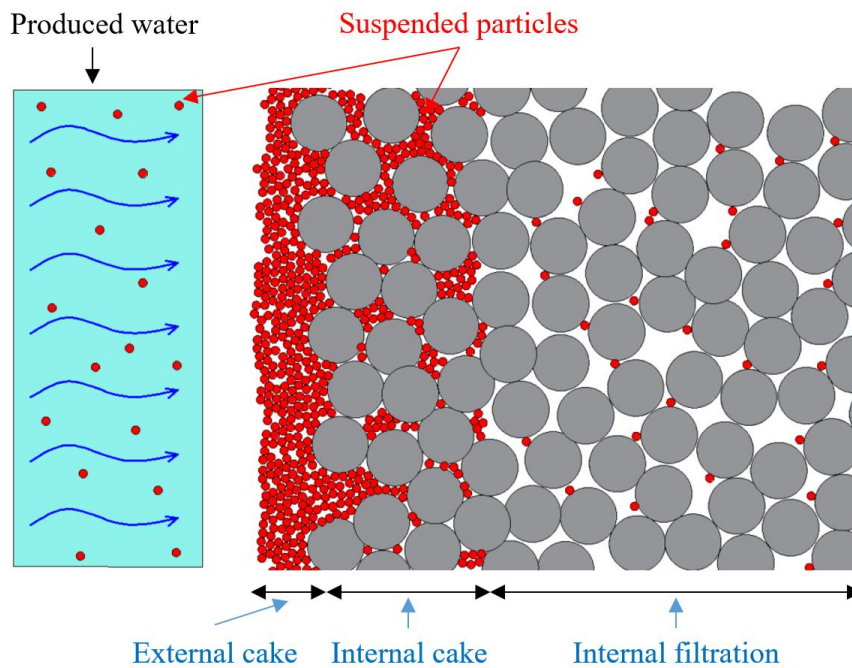 Produced water
Suspended particles
External cake
Internal cake
Internal filtration